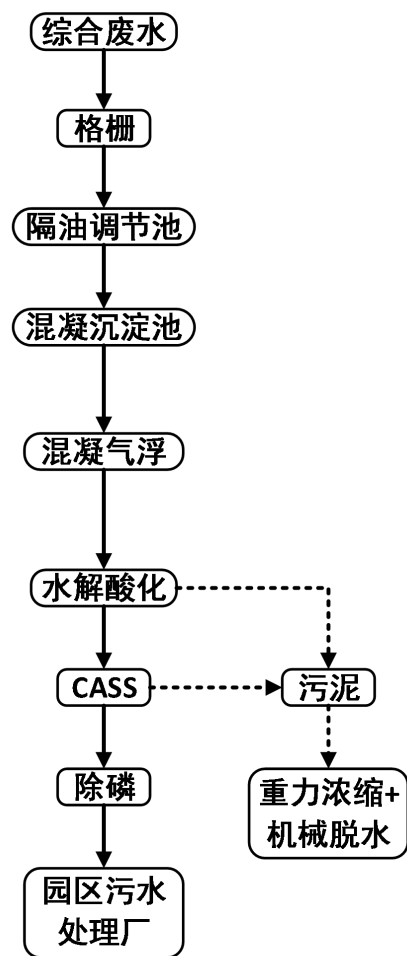 综合废水
格栅
隔油调节池
混凝沉淀池
混凝气浮
水解酸化
CASS
污泥
除磷
重力浓缩+
机械脱水
园区污水
处理厂